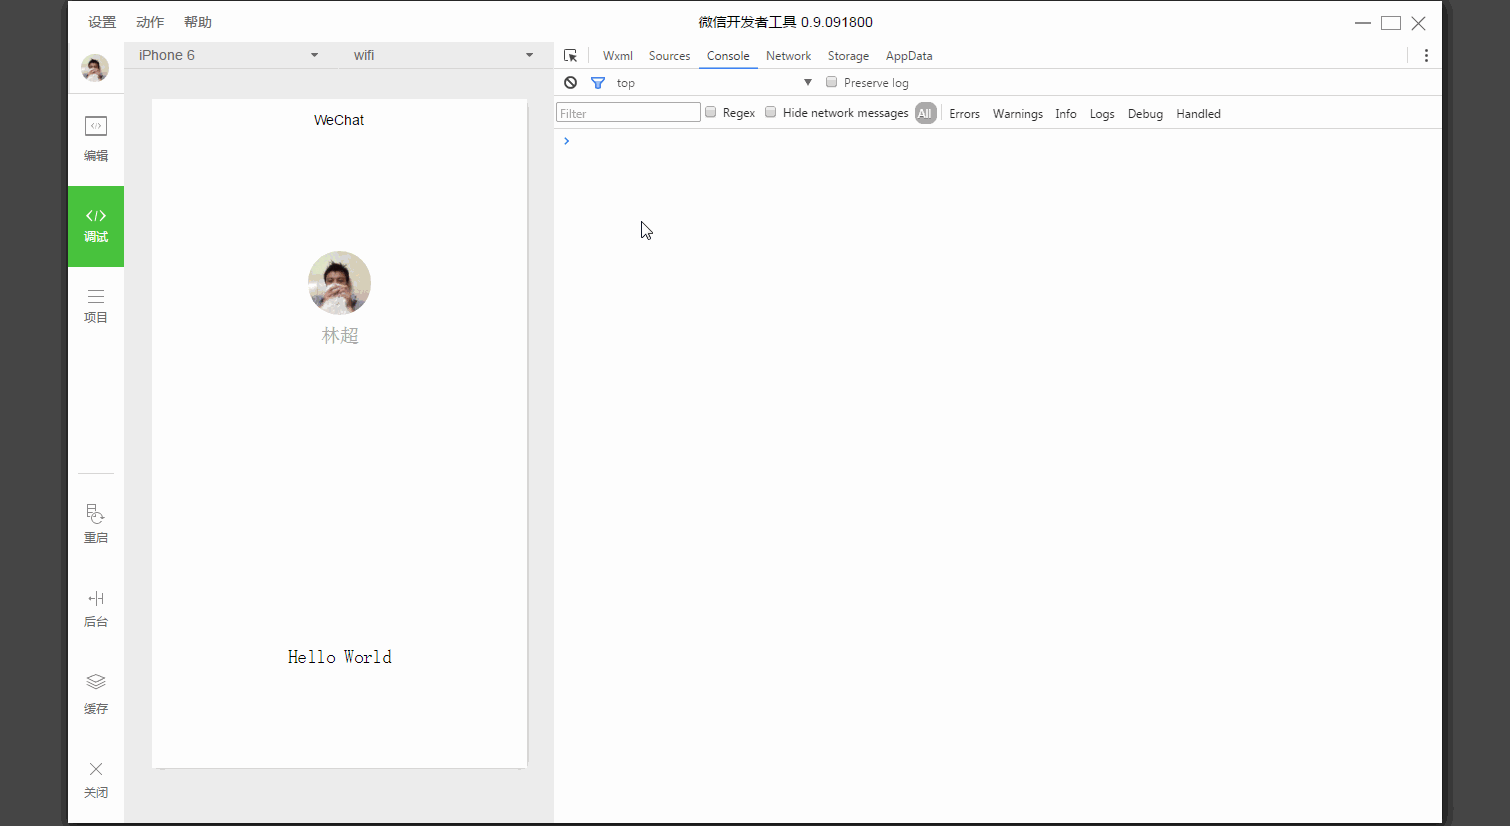 设置 动作 帮助 微信开发者工具 0.9.091800
iPhone 6 wifi
Wxml Sources Console Network Storage AppData
top Preserve log
Filter Regex Hide network messages All Errors Warnings Info Logs Debug Handled
WeChat
编辑
调试
项目
林超
重启
后台
Hello World
缓存
关闭